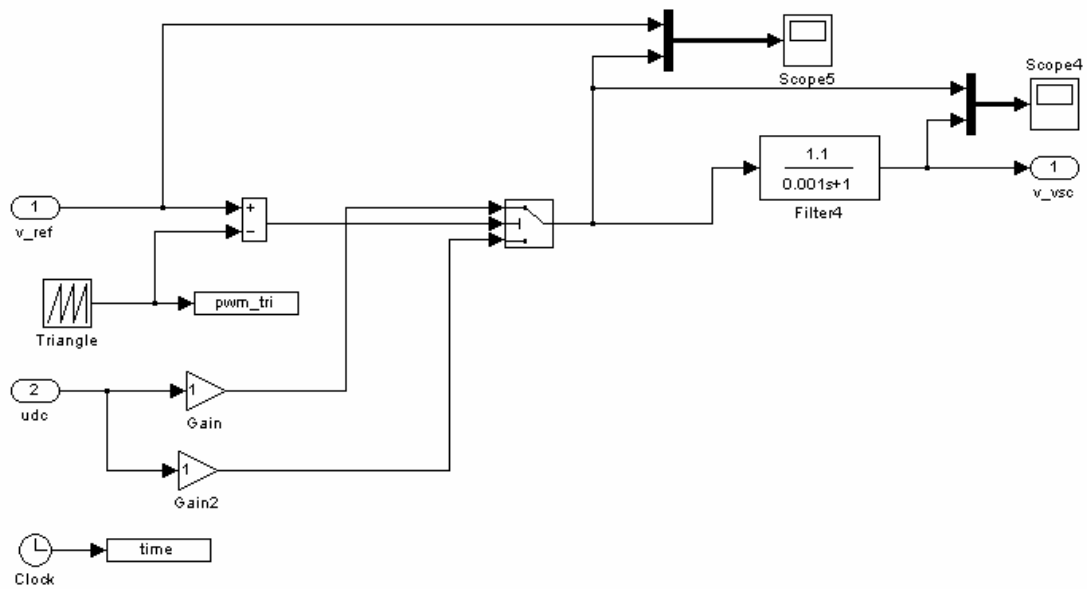 Scope5
Scope4
1.1
0.001s+1
Filter4
1
v_vsc
1
v_ref
+
−
Triangle
pwm_tri
2
udc
1
Gain
1
Gain2
Clock
time